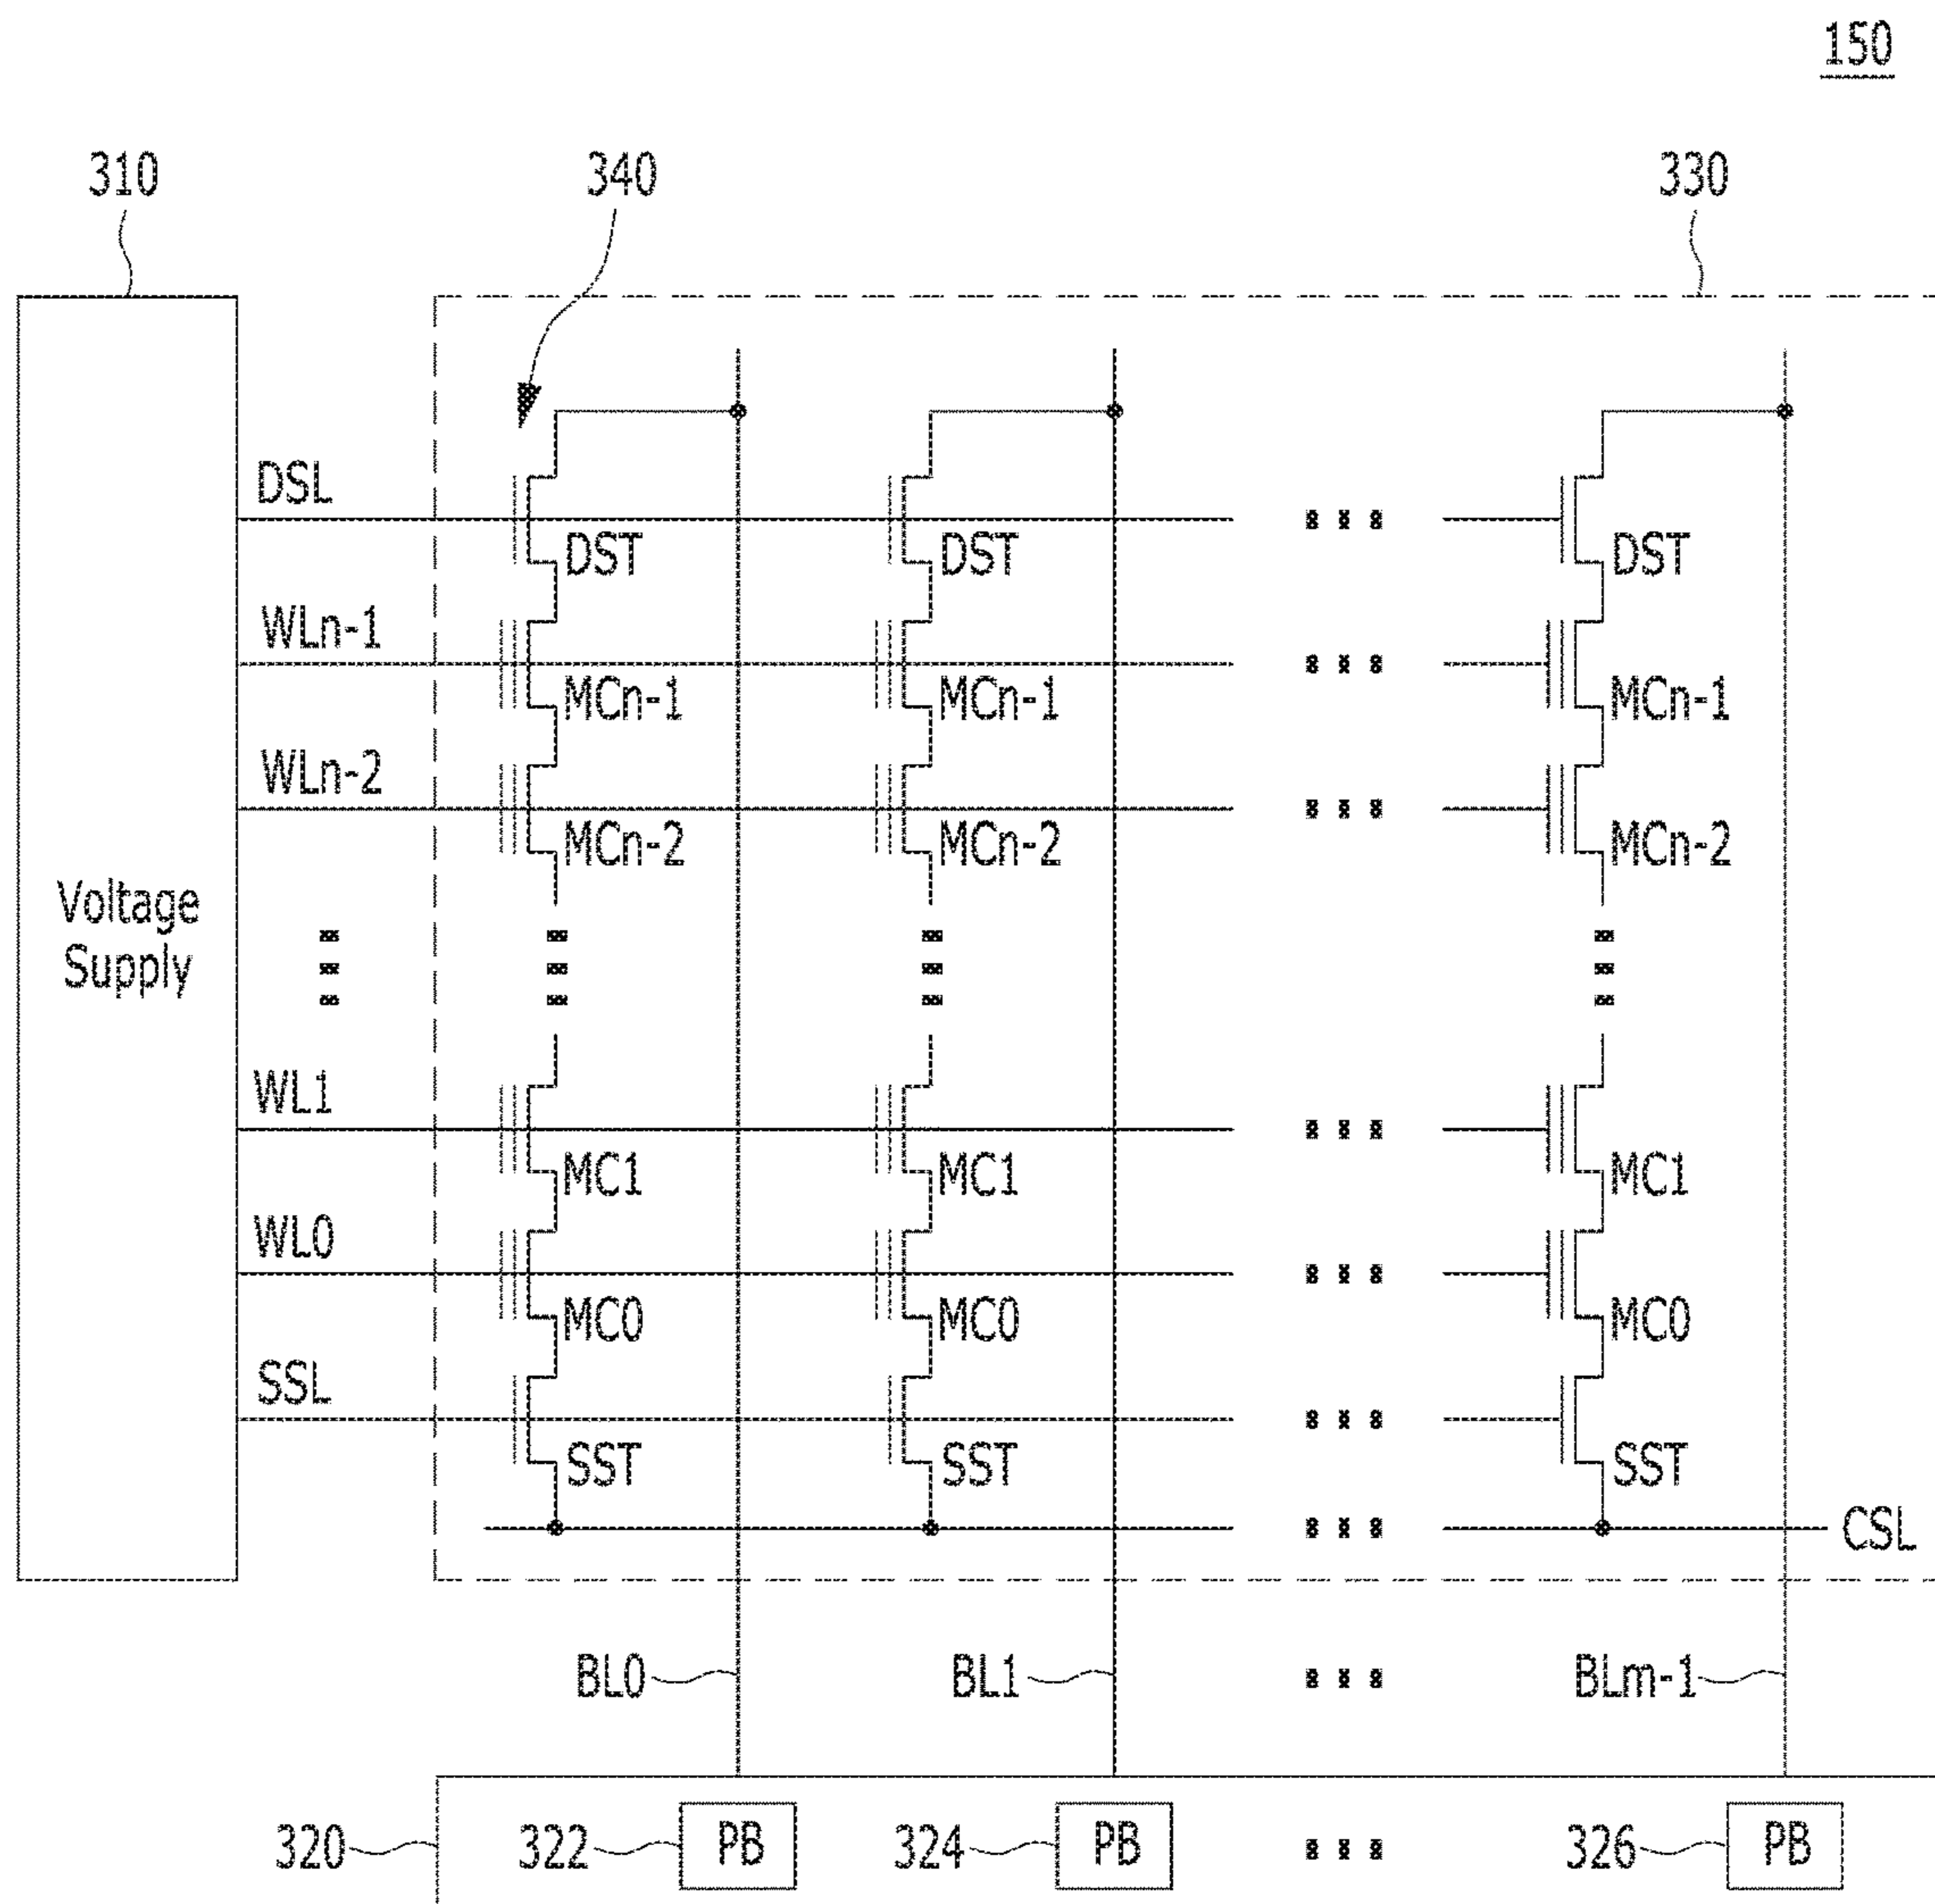 150
310
340
330
DSL
DST DST DST
WLn-1
MCn-1 MCn-1 MCn-1
WLn-2
MCn-2 MCn-2 MCn-2
Voltage
Supply
WL1
MC1 MC1 MC1
WL0
MC0 MC0 MC0
SSL
SST SST SST
CSL
BL0 BL1 BLm-1
320 322 PB 324 PB 326 PB